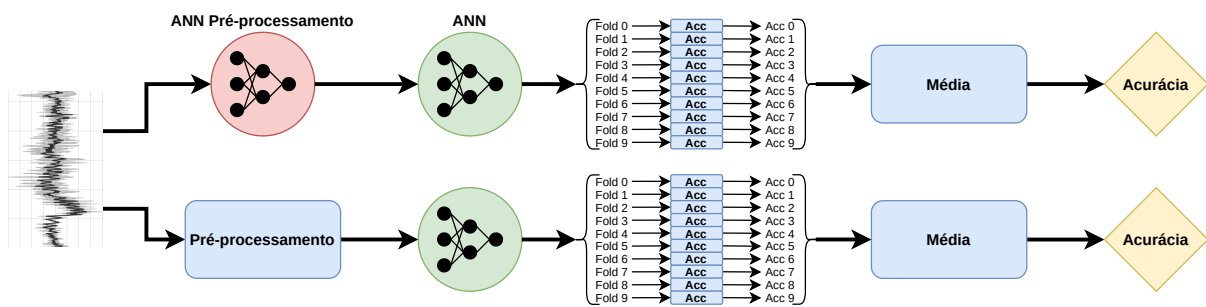 ANN Pré-processamento
ANN
Fold 0 Acc Acc 0
Fold 1 Acc Acc 1
Fold 2 Acc Acc 2
Fold 3 Acc Acc 3
Fold 4 Acc Acc 4
Fold 5 Acc Acc 5
Fold 6 Acc Acc 6
Fold 7 Acc Acc 7
Fold 8 Acc Acc 8
Fold 9 Acc Acc 9
Média
Acurácia
Pré-processamento
Fold 0 Acc Acc 0
Fold 1 Acc Acc 1
Fold 2 Acc Acc 2
Fold 3 Acc Acc 3
Fold 4 Acc Acc 4
Fold 5 Acc Acc 5
Fold 6 Acc Acc 6
Fold 7 Acc Acc 7
Fold 8 Acc Acc 8
Fold 9 Acc Acc 9
Média
Acurácia